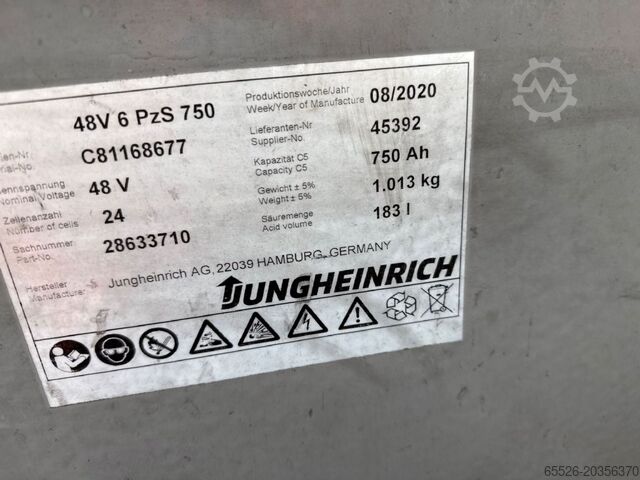 48V 6 PzS 750
Produktionswoche/Jahr
Week/Year of Manufacture 08/2020
C81168677
Lieferanten-Nr
Supplier-No. 45392
Nominal Voltage 48 V
Kapazität C5
Capacity C5 750 Ah
Zellenanzahl
Number of cells 24
Gewicht ± 5%
Weight ± 5% 1.013 kg
Sachnummer
Part-No. 28633710
Säuremenge
Acid volume 183 l
Hersteller
Manufacturer: Jungheinrich AG, 22039 HAMBURG, GERMANY
JUNGHEINRICH
65526-20356370